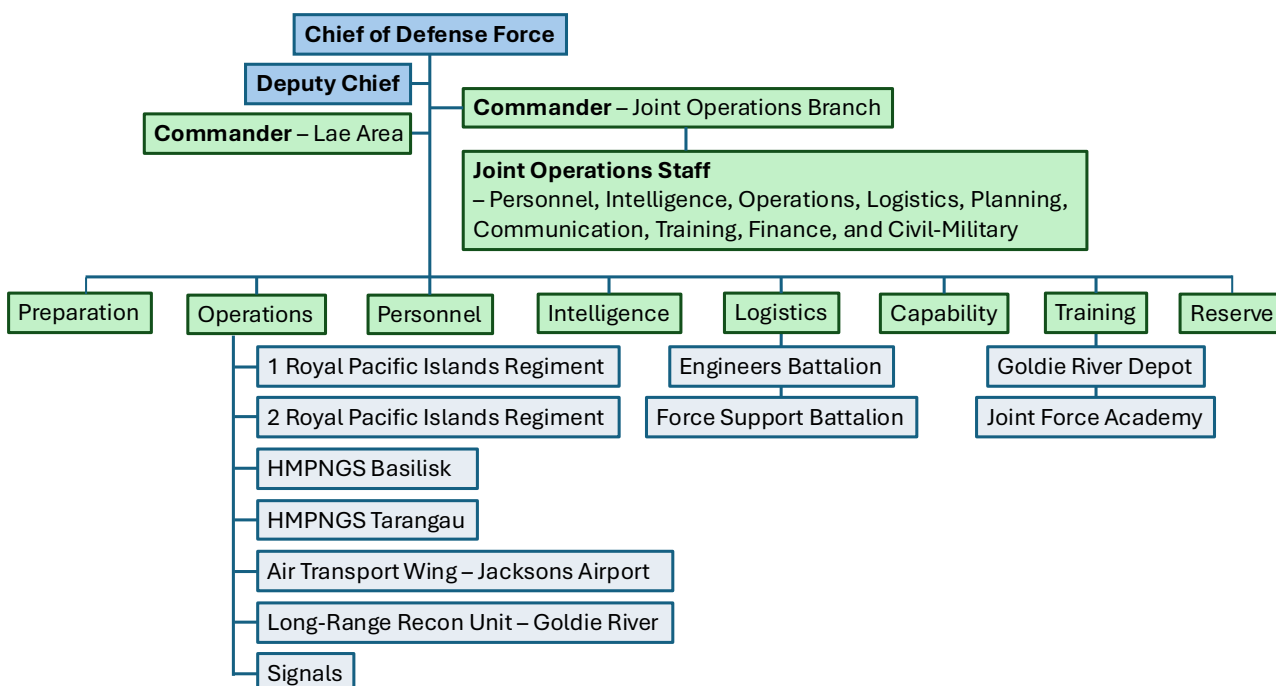 Chief of Defense Force
Deputy Chief
Commander – Joint Operations Branch
Commander – Lae Area
Joint Operations Staff
– Personnel, Intelligence, Operations, Logistics, Planning,
Communication, Training, Finance, and Civil-Military
Preparation
Operations
Personnel
Intelligence
Logistics
Capability
Training
Reserve
1 Royal Pacific Islands Regiment
2 Royal Pacific Islands Regiment
HMPNGS Basilisk
HMPNGS Tarangau
Air Transport Wing – Jacksons Airport
Long-Range Recon Unit – Goldie River
Signals
Engineers Battalion
Force Support Battalion
Goldie River Depot
Joint Force Academy